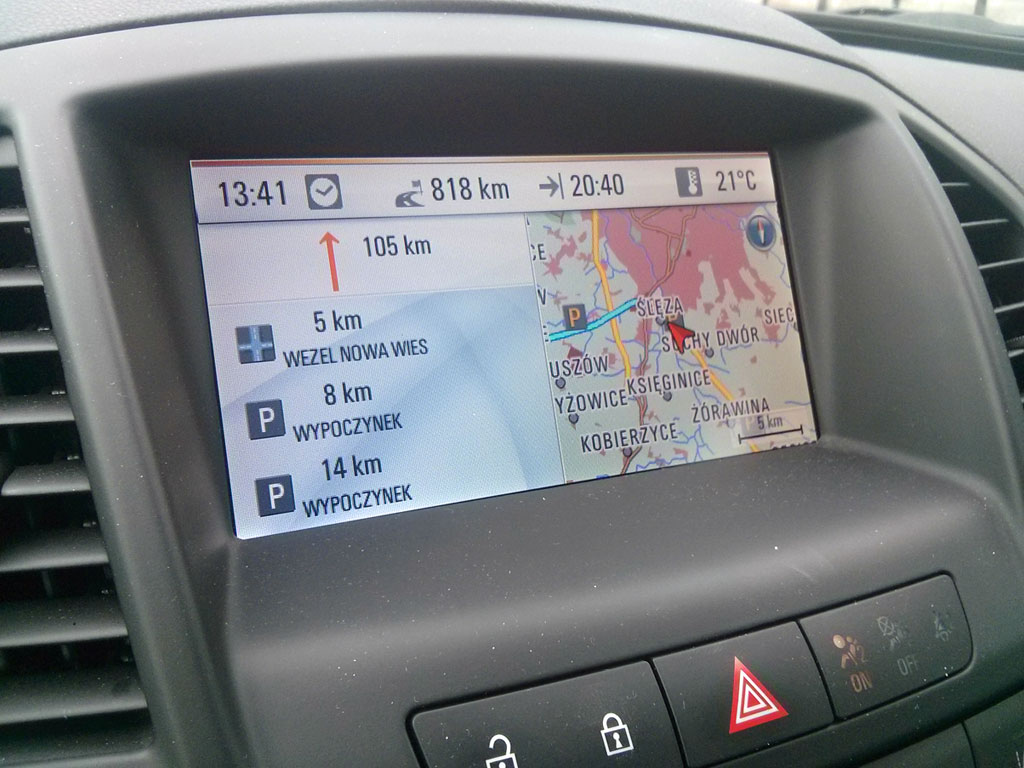 13:41 818 km 20:40 21°C
105 km
5 km
WEZEL NOWA WIES
8 km
P WYPOCZYNEK
14 km
P WYPOCZYNEK
P
ŚLĘZA
SIEC
SUCHY DWÓR
USZÓW
KSIĘGINICE
YŻOWICE
ŻÓRAWINA
5 km
KOBIERZYCE
ON OFF